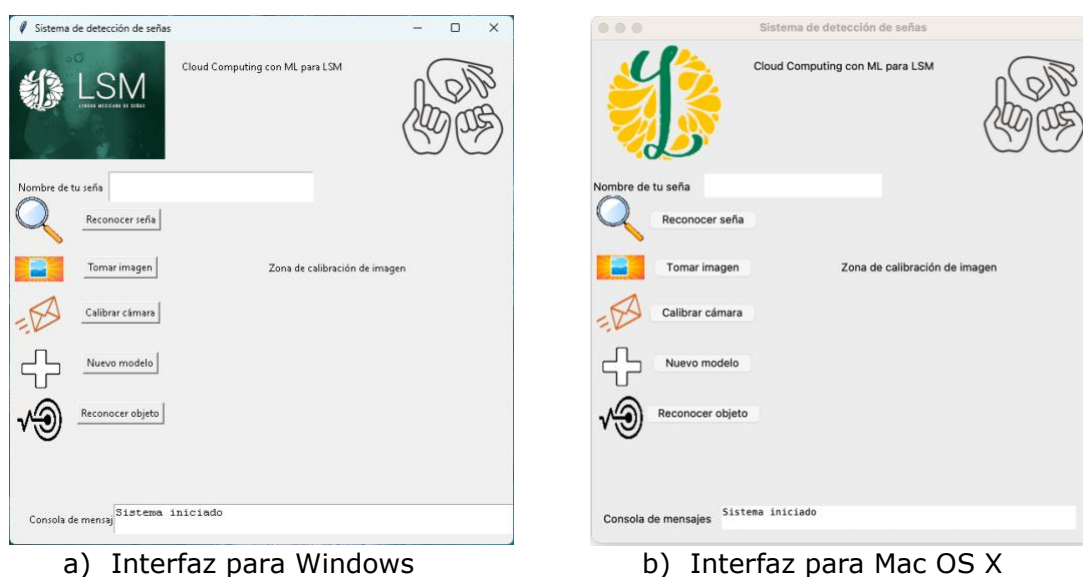 Sistema de detección de señas
LSM
LENGUA MEXICANA DE SEÑAS
Cloud Computing con ML para LSM
Nombre de tu seña
Reconocer seña
Tomar imagen
Zona de calibración de imagen
Calibrar cámara
Nuevo modelo
Reconocer objeto
Consola de mensaj
Sistema iniciado
a) Interfaz para Windows
Sistema de detección de señas
Cloud Computing con ML para LSM
Nombre de tu seña
Reconocer seña
Tomar imagen
Zona de calibración de imagen
Calibrar cámara
Nuevo modelo
Reconocer objeto
Consola de mensajes
Sistema iniciado
b) Interfaz para Mac OS X